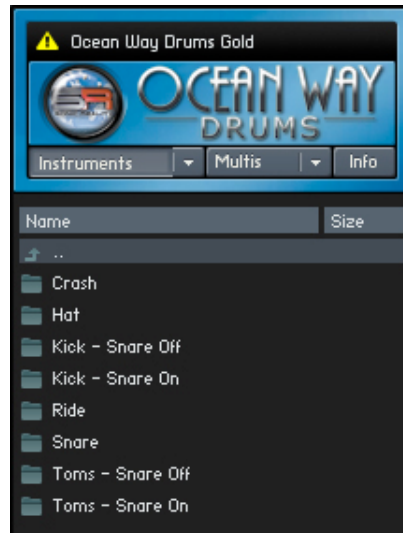 Ocean Way Drums Gold
SR
OCEAN WAY
DRUMS
Instruments Multis Info
Name Size
..
Crash
Hat
Kick - Snare Off
Kick - Snare On
Ride
Snare
Toms - Snare Off
Toms - Snare On